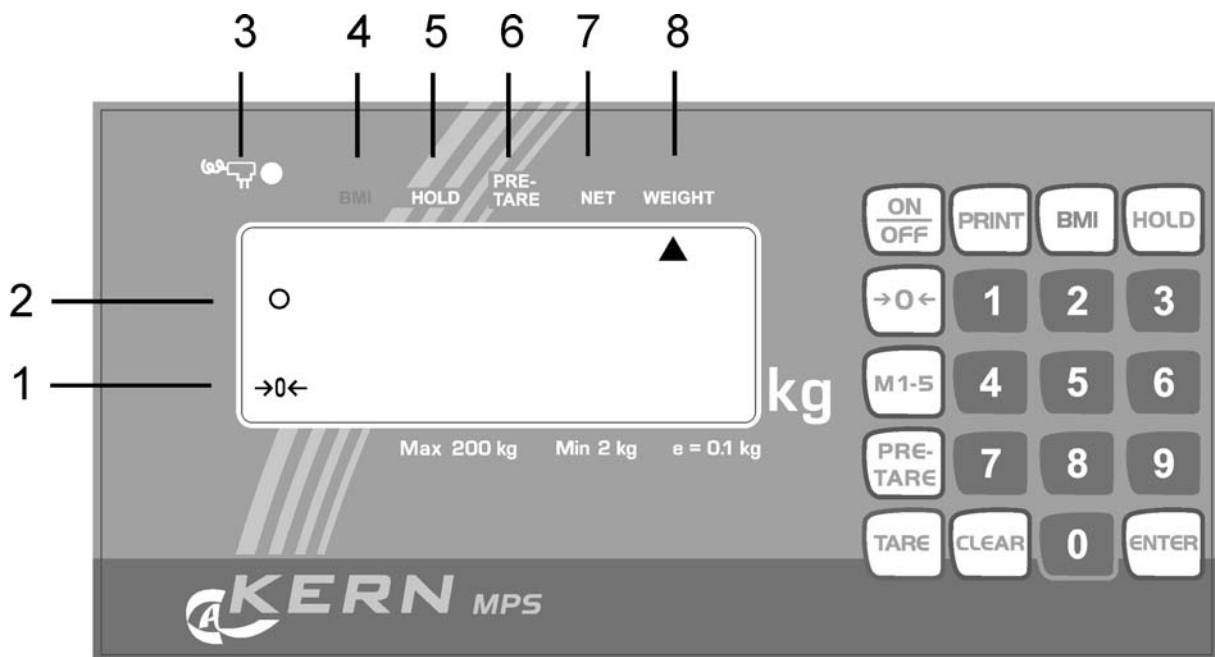 3 4 5 6 7 8
BMI HOLD PRE-TARE NET WEIGHT
2
1 →0← kg
Max 200 kg Min 2 kg e = 0.1 kg
ON OFF PRINT BMI HOLD
→0← 1 2 3
M1-5 4 5 6
PRE-TARE 7 8 9
TARE CLEAR 0 ENTER
KERN MPS